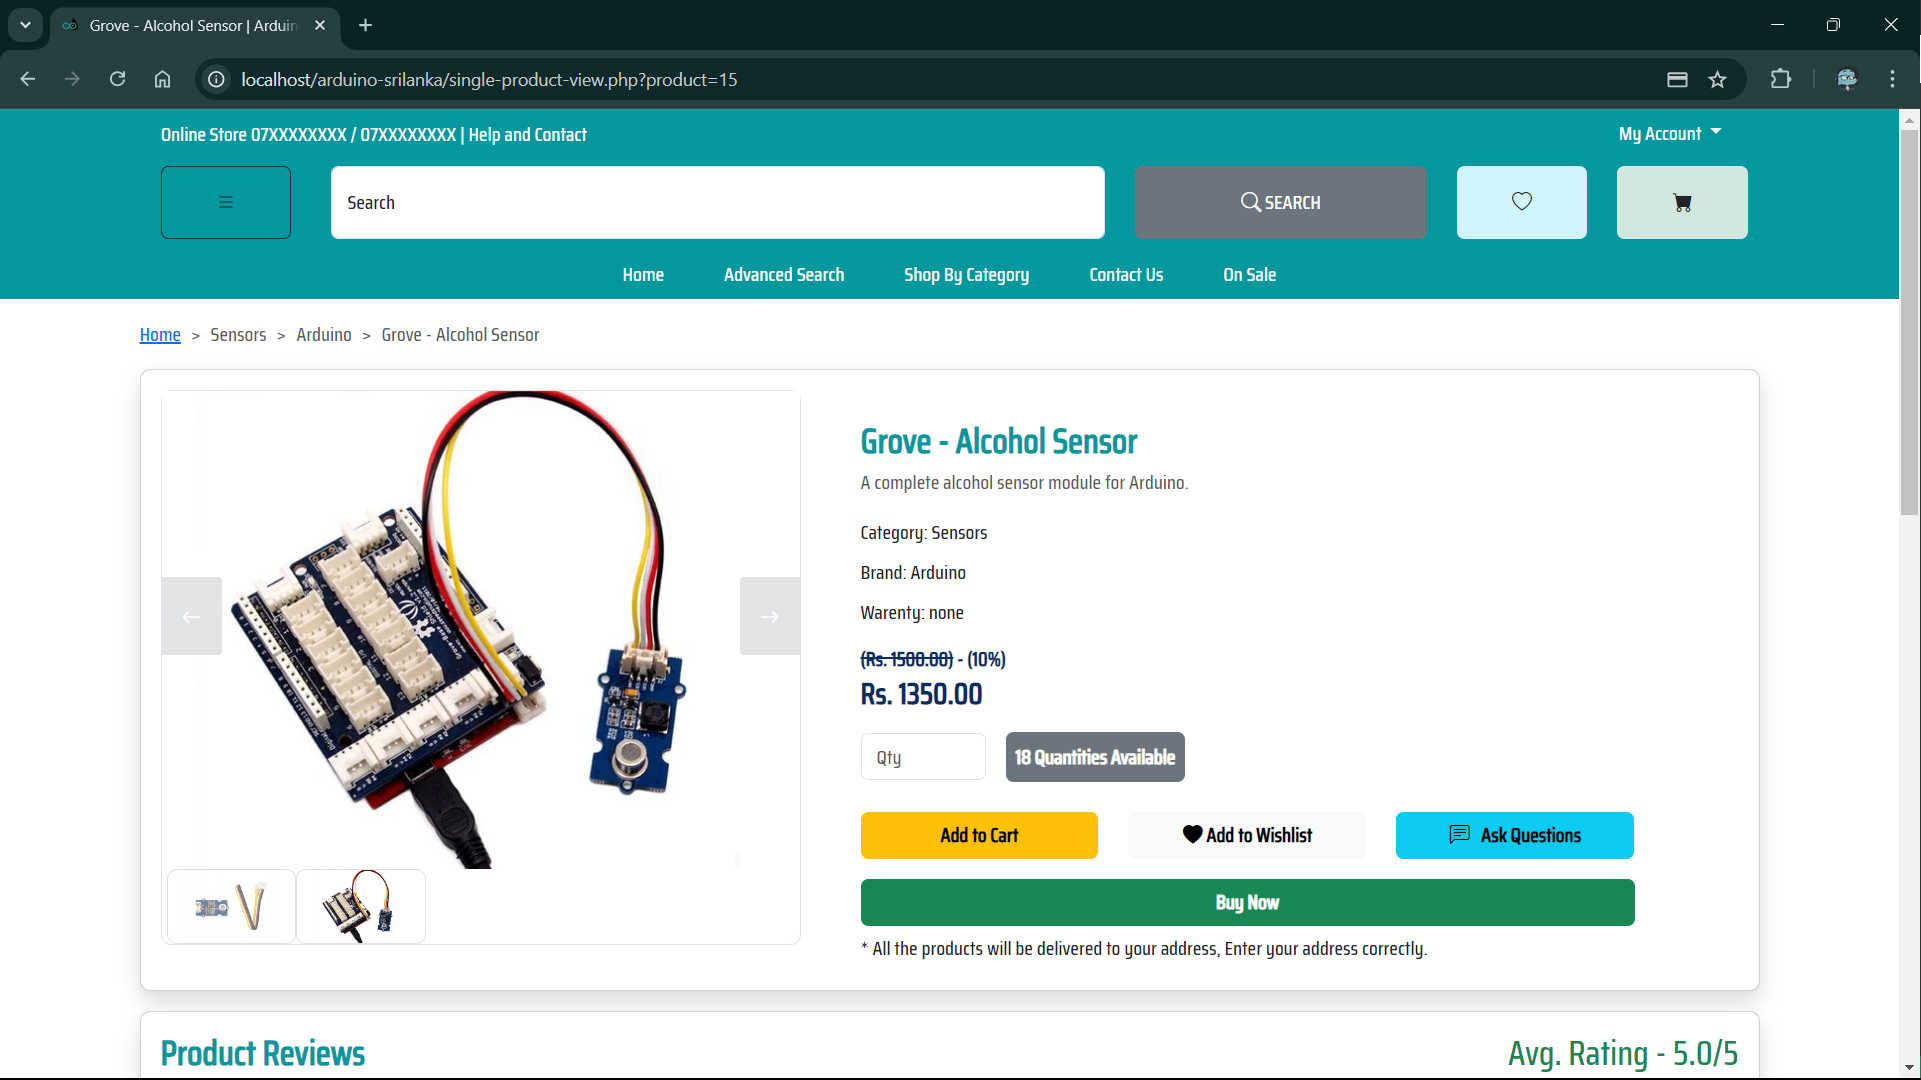 Grove - Alcohol Sensor | Arduin
localhost/arduino-srilanka/single-product-view.php?product=15
Online Store 07XXXXXXXX / 07XXXXXXXX | Help and Contact
My Account
Search
SEARCH
Home
Advanced Search
Shop By Category
Contact Us
On Sale
Home > Sensors > Arduino > Grove - Alcohol Sensor
Grove - Alcohol Sensor
A complete alcohol sensor module for Arduino.
Category: Sensors
Brand: Arduino
Warenty: none
(Rs. 1500.00) - (10%)
Rs. 1350.00
Qty
18 Quantities Available
Add to Cart
Add to Wishlist
Ask Questions
Buy Now
* All the products will be delivered to your address, Enter your address correctly.
Product Reviews
Avg. Rating - 5.0/5